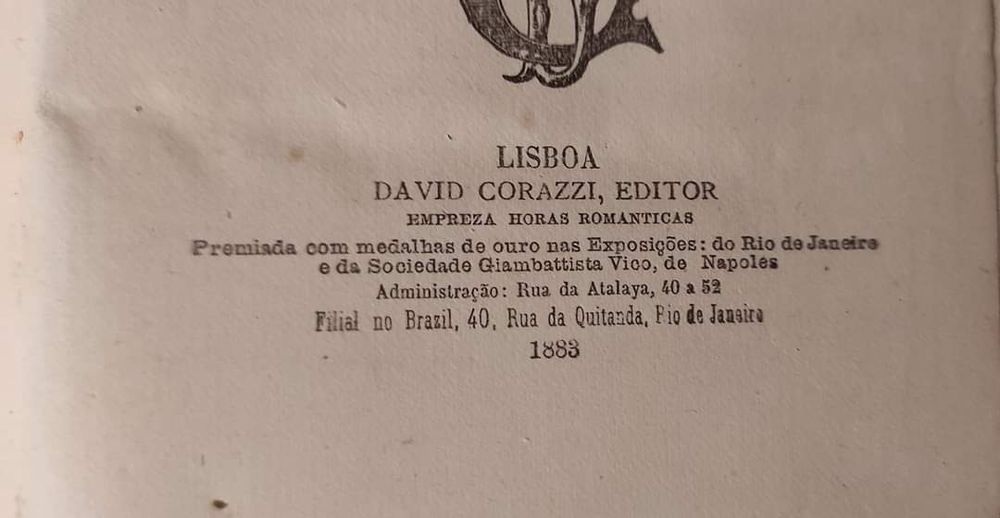 LISBOA
DAVID CORAZZI, EDITOR
EMPREZA HORAS ROMANTICAS
Premiada com medalhas de ouro nas Exposições: do Rio de Janeiro
e da Sociedade Giambattista Vico, de Napoles
Administração: Rua da Atalaya, 40 a 52
Filial no Brazil, 40, Rua da Quitanda, Rio de Janeiro
1883